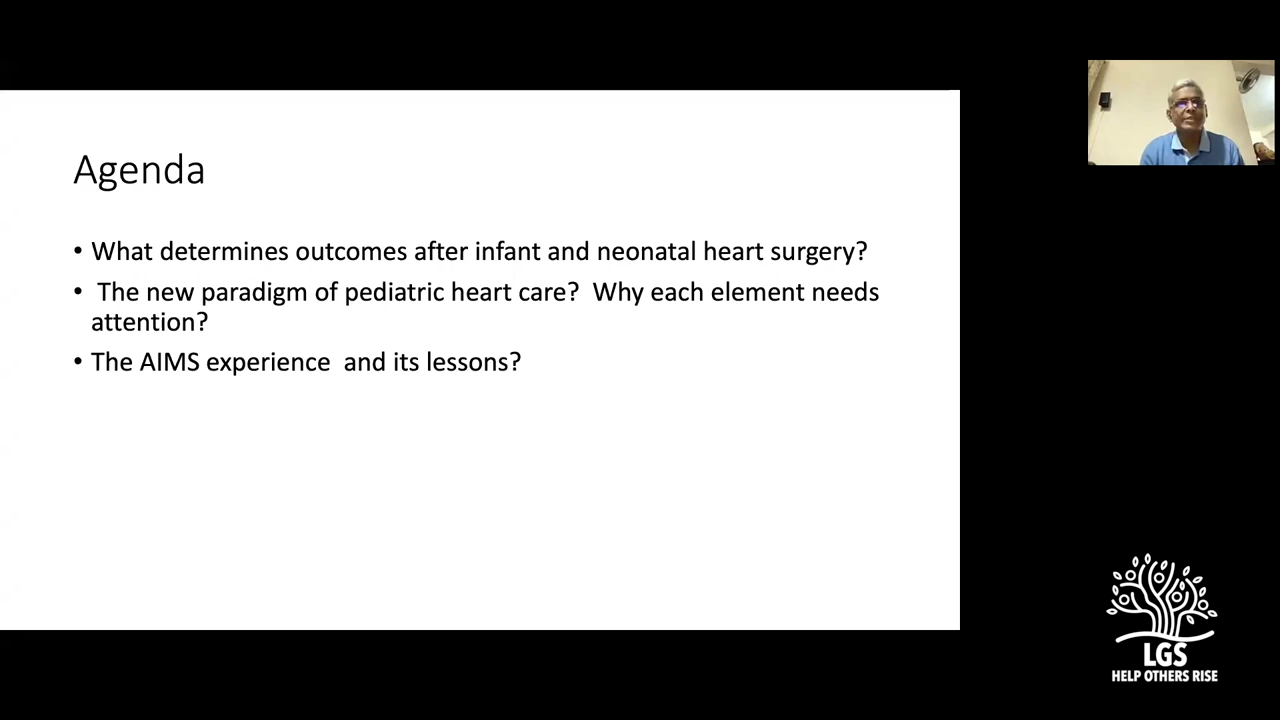 Agenda
• What determines outcomes after infant and neonatal heart surgery?
• The new paradigm of pediatric heart care?  Why each element needs
attention?
• The AIMS experience  and its lessons?
LGS
HELP OTHERS RISE